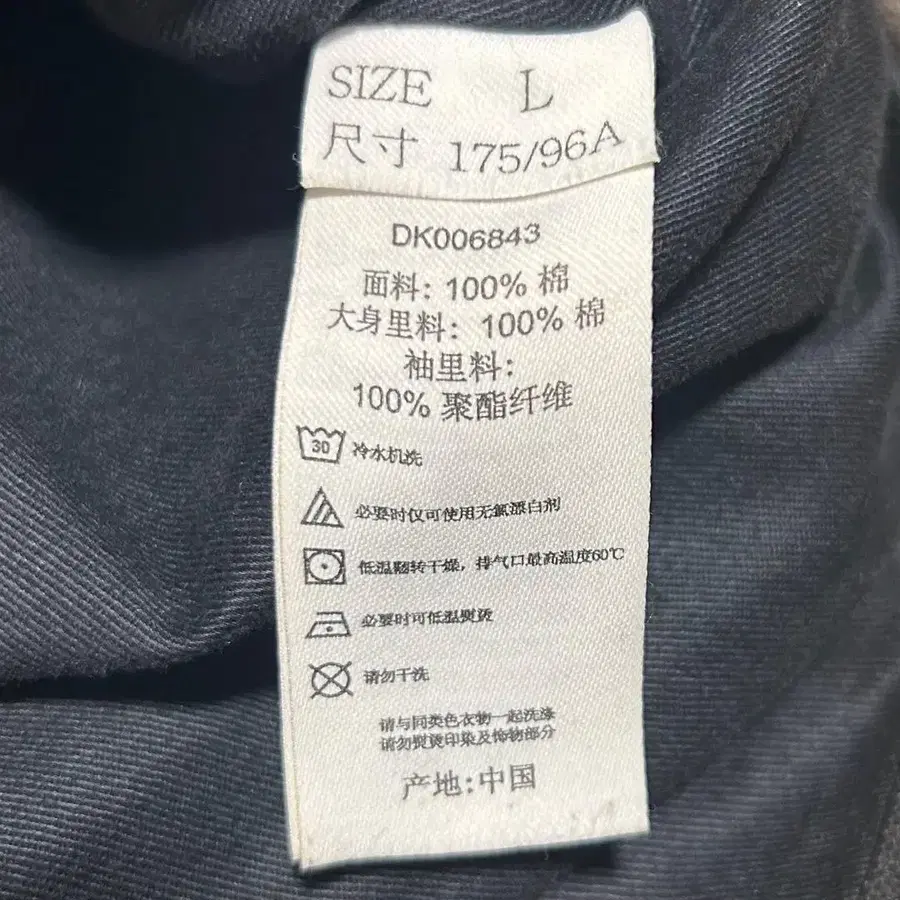 SIZE L
尺寸 175/96A
DK006843
面料: 100% 棉
大身里料: 100% 棉
袖里料:
100% 聚酯纤维
30 冷水机洗
必要时仅可使用无氯漂白剂
低温翻转干燥，排气口最高温度60℃
必要时可低温熨烫
请勿干洗
请与同类色衣物一起洗涤
请勿熨烫印染及饰物部分
产地:中国